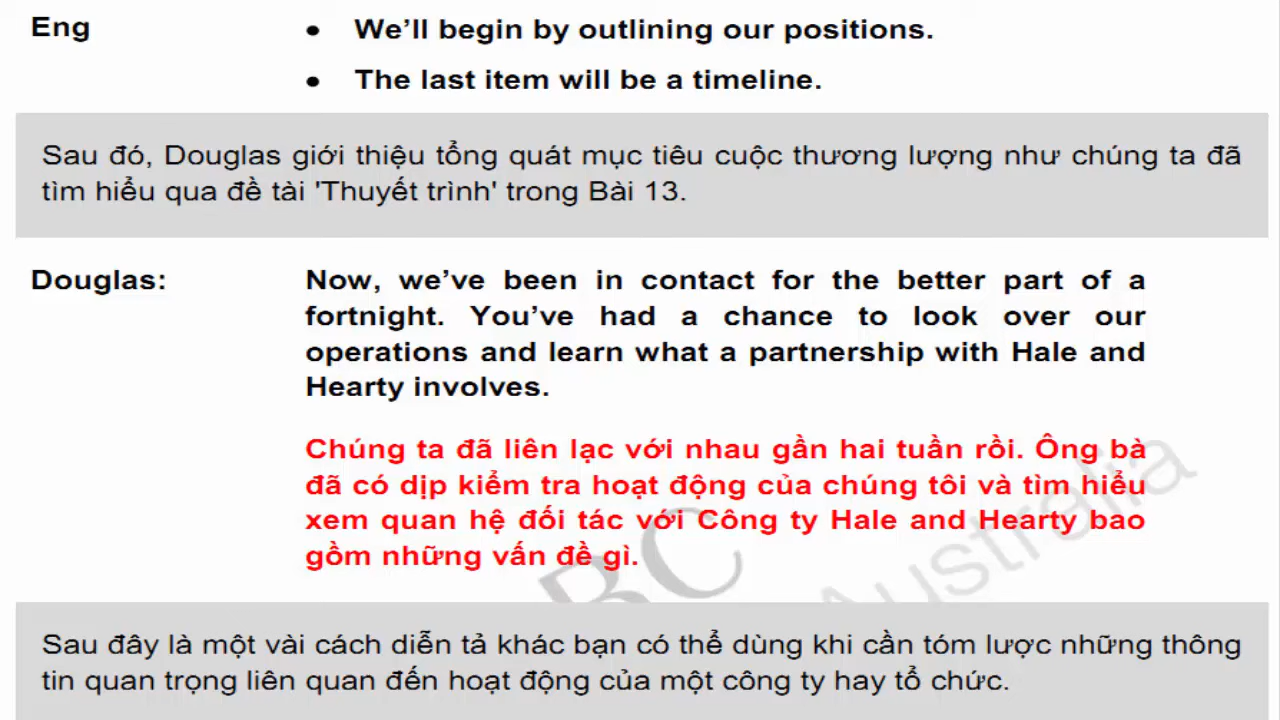 Eng
• We’ll begin by outlining our positions.
• The last item will be a timeline.
Sau đó, Douglas giới thiệu tổng quát mục tiêu cuộc thương lượng như chúng ta đã
tìm hiểu qua đề tài 'Thuyết trình' trong Bài 13.
Douglas:
Now, we’ve been in contact for the better part of a
fortnight. You’ve had a chance to look over our
operations and learn what a partnership with Hale and
Hearty involves.
Chúng ta đã liên lạc với nhau gần hai tuần rồi. Ông bà
đã có dịp kiểm tra hoạt động của chúng tôi và tìm hiểu
xem quan hệ đối tác với Công ty Hale and Hearty bao
gồm những vấn đề gì.
BC
Australia
Sau đây là một vài cách diễn tả khác bạn có thể dùng khi cần tóm lược những thông
tin quan trọng liên quan đến hoạt động của một công ty hay tổ chức.